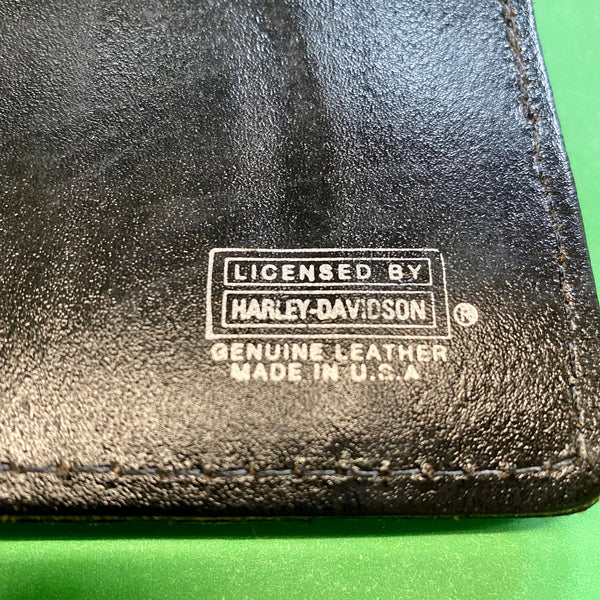 LICENSED BY
HARLEY-DAVIDSON ®
GENUINE LEATHER
MADE IN U.S.A.